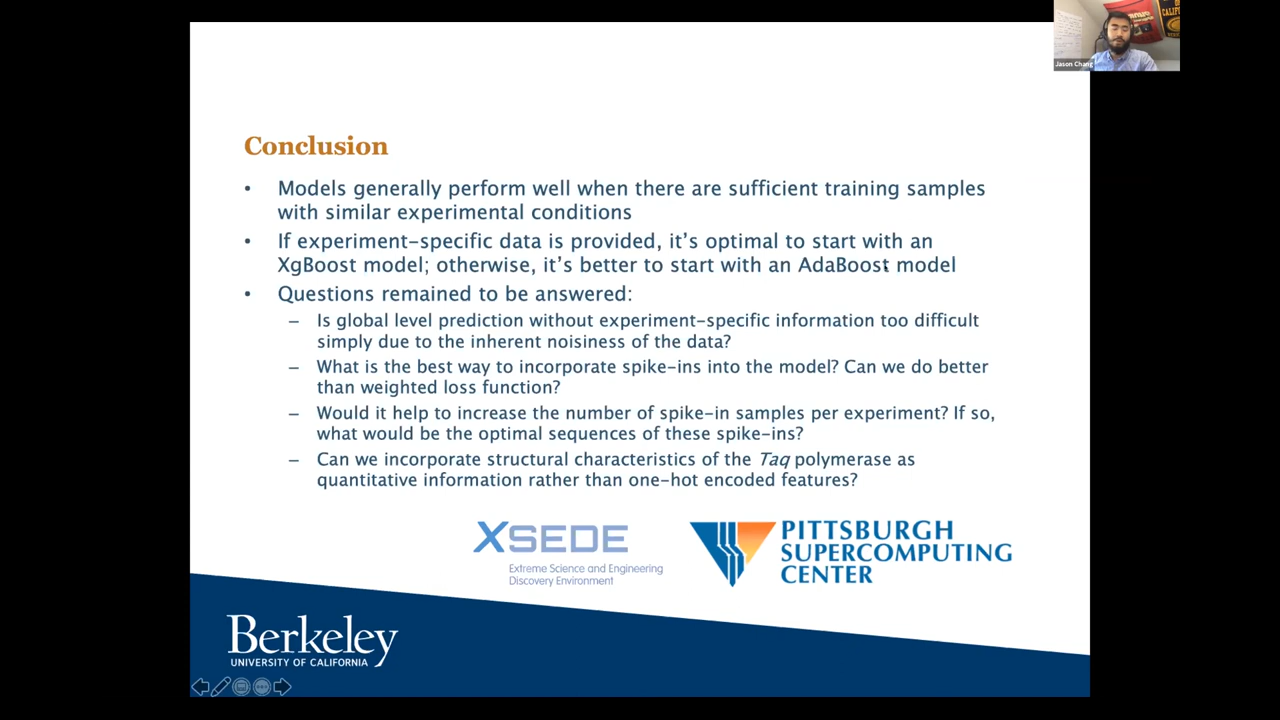 Jason Chang
Conclusion
• Models generally perform well when there are sufficient training samples
with similar experimental conditions
• If experiment-specific data is provided, it's optimal to start with an
XgBoost model; otherwise, it's better to start with an AdaBoost model
• Questions remained to be answered:
– Is global level prediction without experiment-specific information too difficult
simply due to the inherent noisiness of the data?
– What is the best way to incorporate spike-ins into the model? Can we do better
than weighted loss function?
– Would it help to increase the number of spike-in samples per experiment? If so,
what would be the optimal sequences of these spike-ins?
– Can we incorporate structural characteristics of the Taq polymerase as
quantitative information rather than one-hot encoded features?
XSEDE
Extreme Science and Engineering
Discovery Environment
PITTSBURGH
SUPERCOMPUTING
CENTER
Berkeley
UNIVERSITY OF CALIFORNIA